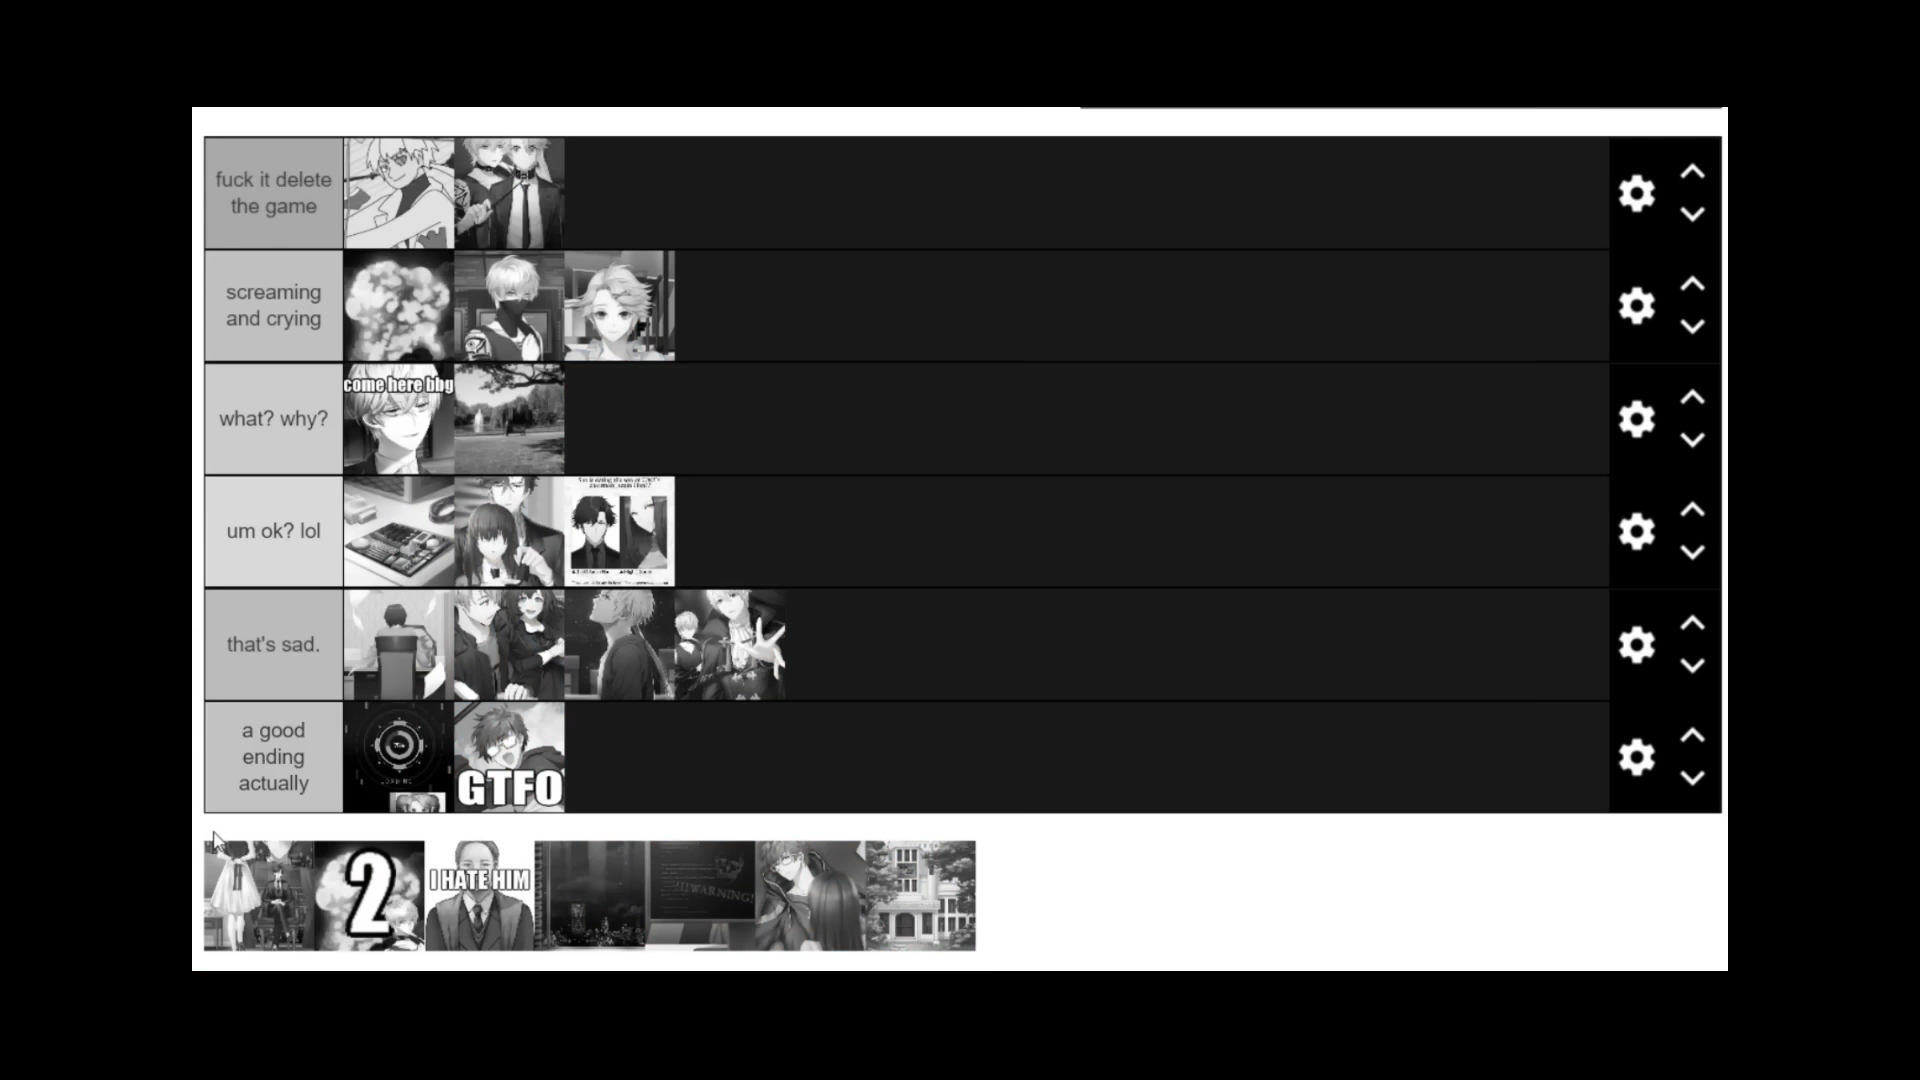 fuck it delete
the game
screaming
and crying
come here bbg
what? why?
um ok? lol
that's sad.
a good
ending
actually
GTFO
2
I HATE HIM
!!!WARNING!